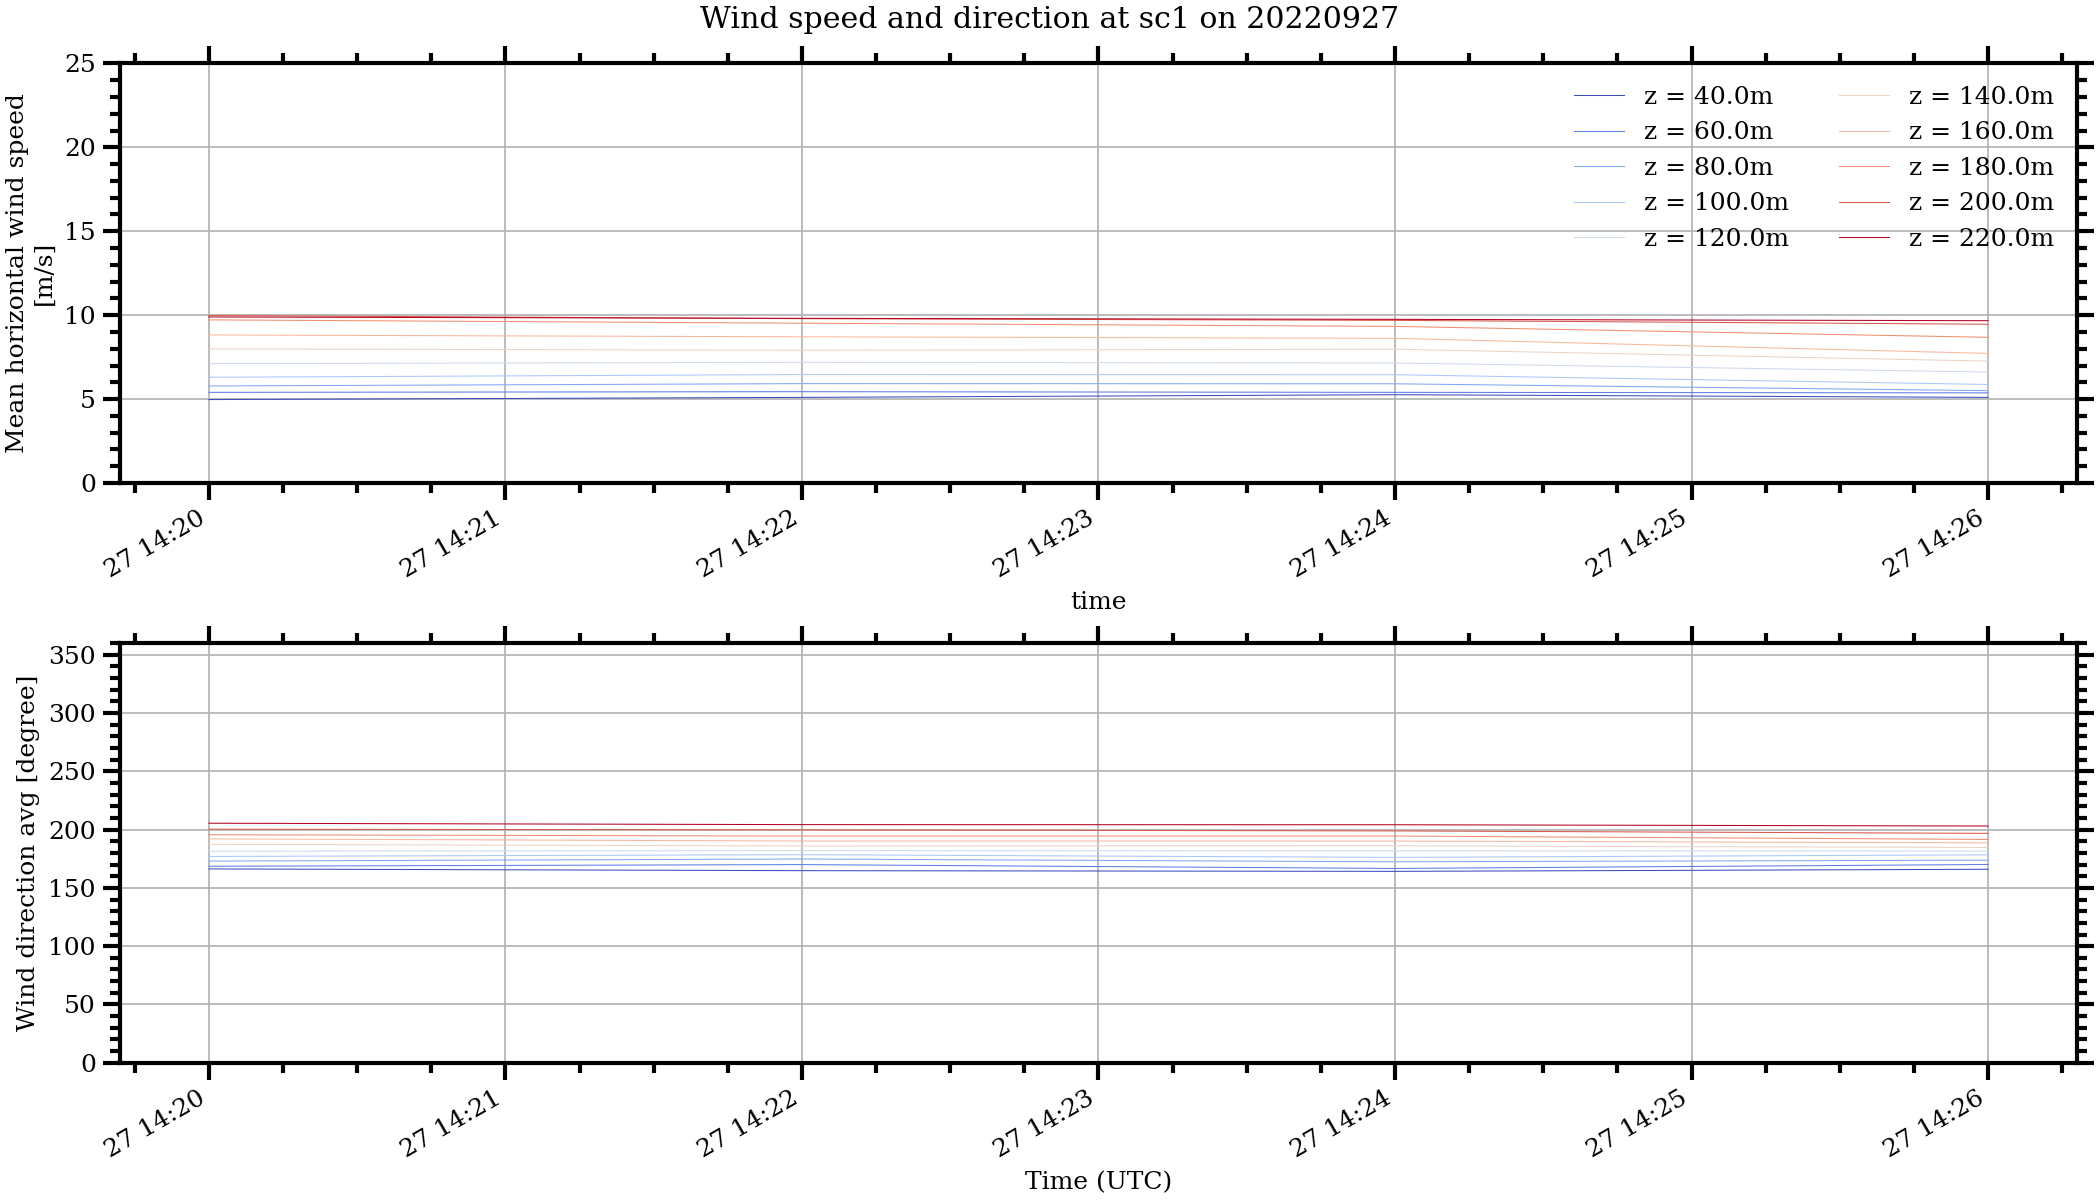 Wind speed and direction at sc1 on 20220927
Mean horizontal wind speed
[m/s]
25
20
15
10
5
0
z = 40.0m
z = 60.0m
z = 80.0m
z = 100.0m
z = 120.0m
z = 140.0m
z = 160.0m
z = 180.0m
z = 200.0m
z = 220.0m
27 14:20
27 14:21
27 14:22
27 14:23
27 14:24
27 14:25
27 14:26
time
Wind direction avg [degree]
350
300
250
200
150
100
50
0
27 14:20
27 14:21
27 14:22
27 14:23
27 14:24
27 14:25
27 14:26
Time (UTC)